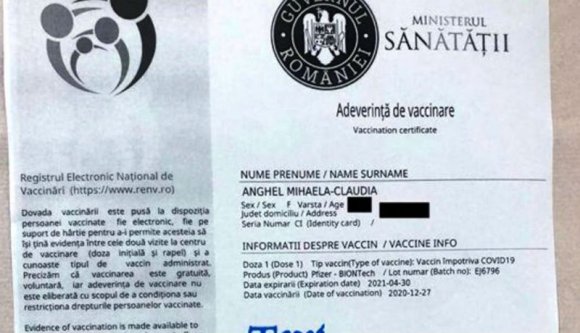 GUVERNUL ROMÂNIEI
MINISTERUL
SĂNĂTĂȚII
Adeverință de vaccinare
Vaccination certificate
Registrul Electronic Național de
Vaccinări (https://www.renv.ro)
Dovada vaccinării este pusă la dispoziția
persoanei vaccinate fie electronic, fie pe
suport de hârtie pentru a-i permite acesteia să
își țină evidența între cele două vizite la centru
de vaccinare (doza inițială și rapel) și a
cunoaște tipul de vaccin administrat.
Precizăm că vaccinarea este gratuită,
voluntară, iar adeverința de vaccinare nu
este eliberată cu scopul de a condiționa sau
restricționa drepturile persoanelor vaccinate.
Evidence of vaccination is made available to
NUME PRENUME / NAME SURNAME
ANGHEL MIHAELA-CLAUDIA
Sex / Sex F Varsta / Age
Judet domiciliu / Address
Seria Numar CI (Identity card) /
INFORMATII DESPRE VACCIN / VACCINE INFO
Doza 1 (Dose 1) Tip vaccin(Type of vaccine): Vaccin împotriva COVID19
Produs (Product) Pfizer - BIONTech / Lot numar (Batch no): EJ6796
Data expirarii (Expiration date) 2021-04-30
Data vaccinării (Date of vaccination) 2020-12-27